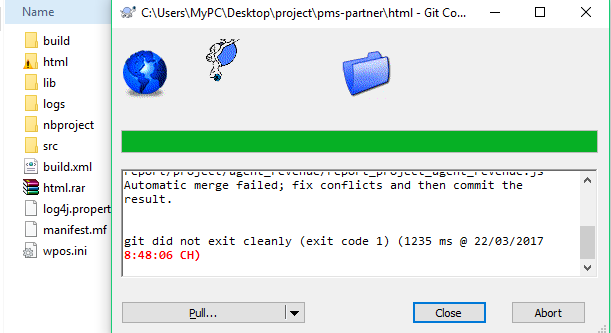 Name
build
html
lib
logs
nbproject
src
build.xml
html.rar
log4j.propert
manifest.mf
wpos.ini
C:\Users\MyPC\Desktop\project\pms-partner\html - Git Co...
report/project/agent_revenue/report_project_agent_revenue.js
Automatic merge failed; fix conflicts and then commit the
result.
git did not exit cleanly (exit code 1) (1235 ms @ 22/03/2017
8:48:06 CH)
Pull...
Close
Abort